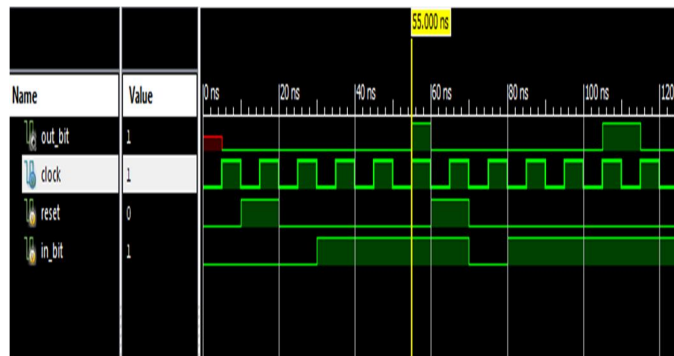 55.000 ns
Name Value 0 ns 20 ns 40 ns 60 ns 80 ns 100 ns 120
out_bit 1
clock 1
reset 0
in_bit 1